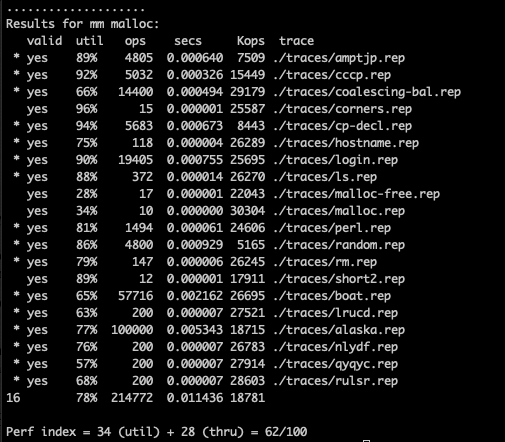 ....................
Results for mm malloc:
valid util ops secs Kops trace
* yes 89% 4805 0.000640 7509 ./traces/amptjp.rep
* yes 92% 5032 0.000326 15449 ./traces/cccp.rep
* yes 66% 14400 0.000494 29179 ./traces/coalescing-bal.rep
yes 96% 15 0.000001 25587 ./traces/corners.rep
* yes 94% 5683 0.000673 8443 ./traces/cp-decl.rep
* yes 75% 118 0.000004 26289 ./traces/hostname.rep
* yes 90% 19405 0.000755 25695 ./traces/login.rep
* yes 88% 372 0.000014 26270 ./traces/ls.rep
yes 28% 17 0.000001 22043 ./traces/malloc-free.rep
yes 34% 10 0.000000 30304 ./traces/malloc.rep
* yes 81% 1494 0.000061 24606 ./traces/perl.rep
* yes 86% 4800 0.000929 5165 ./traces/random.rep
* yes 79% 147 0.000006 26245 ./traces/rm.rep
yes 89% 12 0.000001 17911 ./traces/short2.rep
* yes 65% 57716 0.002162 26695 ./traces/boat.rep
* yes 63% 200 0.000007 27521 ./traces/lrucd.rep
* yes 77% 100000 0.005343 18715 ./traces/alaska.rep
* yes 76% 200 0.000007 26783 ./traces/nlydf.rep
* yes 57% 200 0.000007 27914 ./traces/qyqyc.rep
* yes 68% 200 0.000007 28603 ./traces/rulsr.rep
16 78% 214772 0.011436 18781
Perf index = 34 (util) + 28 (thru) = 62/100